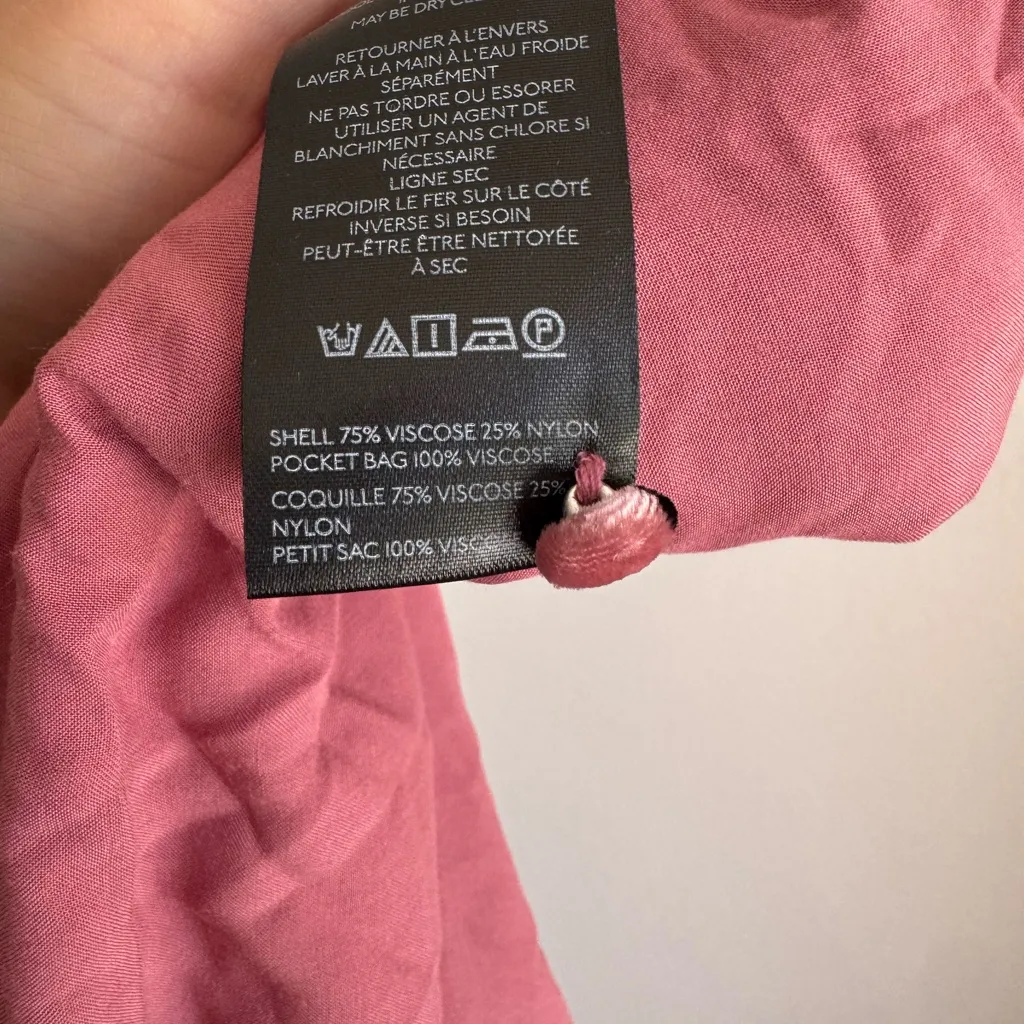 MAY BE DRY
RETOURNER À L'ENVERS
LAVER À LA MAIN À L'EAU FROIDE
SÉPARÉMENT
NE PAS TORDRE OU ESSORER
UTILISER UN AGENT DE
BLANCHIMENT SANS CHLORE SI
NÉCESSAIRE
LIGNE SEC
REFROIDIR LE FER SUR LE CÔTÉ
INVERSE SI BESOIN
PEUT-ÊTRE ÊTRE NETTOYÉE
À SEC
P
SHELL 75% VISCOSE 25% NYLON
POCKET BAG 100% VISCOSE
COQUILLE 75% VISCOSE 25%
NYLON
PETIT SAC 100%